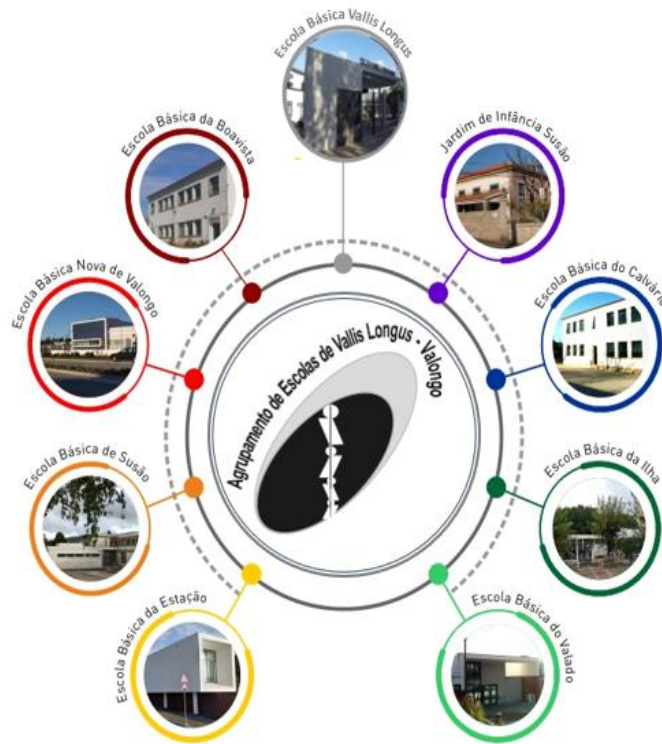 Escola Básica Vallis Longus
Escola Básica da Boavista
Jardim de Infância Susão
Escola Básica Nova de Valongo
Escola Básica do Calvário
Agrupamento de Escolas de Vallis Longus - Valongo
Escola Básica de Susão
Escola Básica da Ilha
Escola Básica da Estação
Escola Básica do Valado